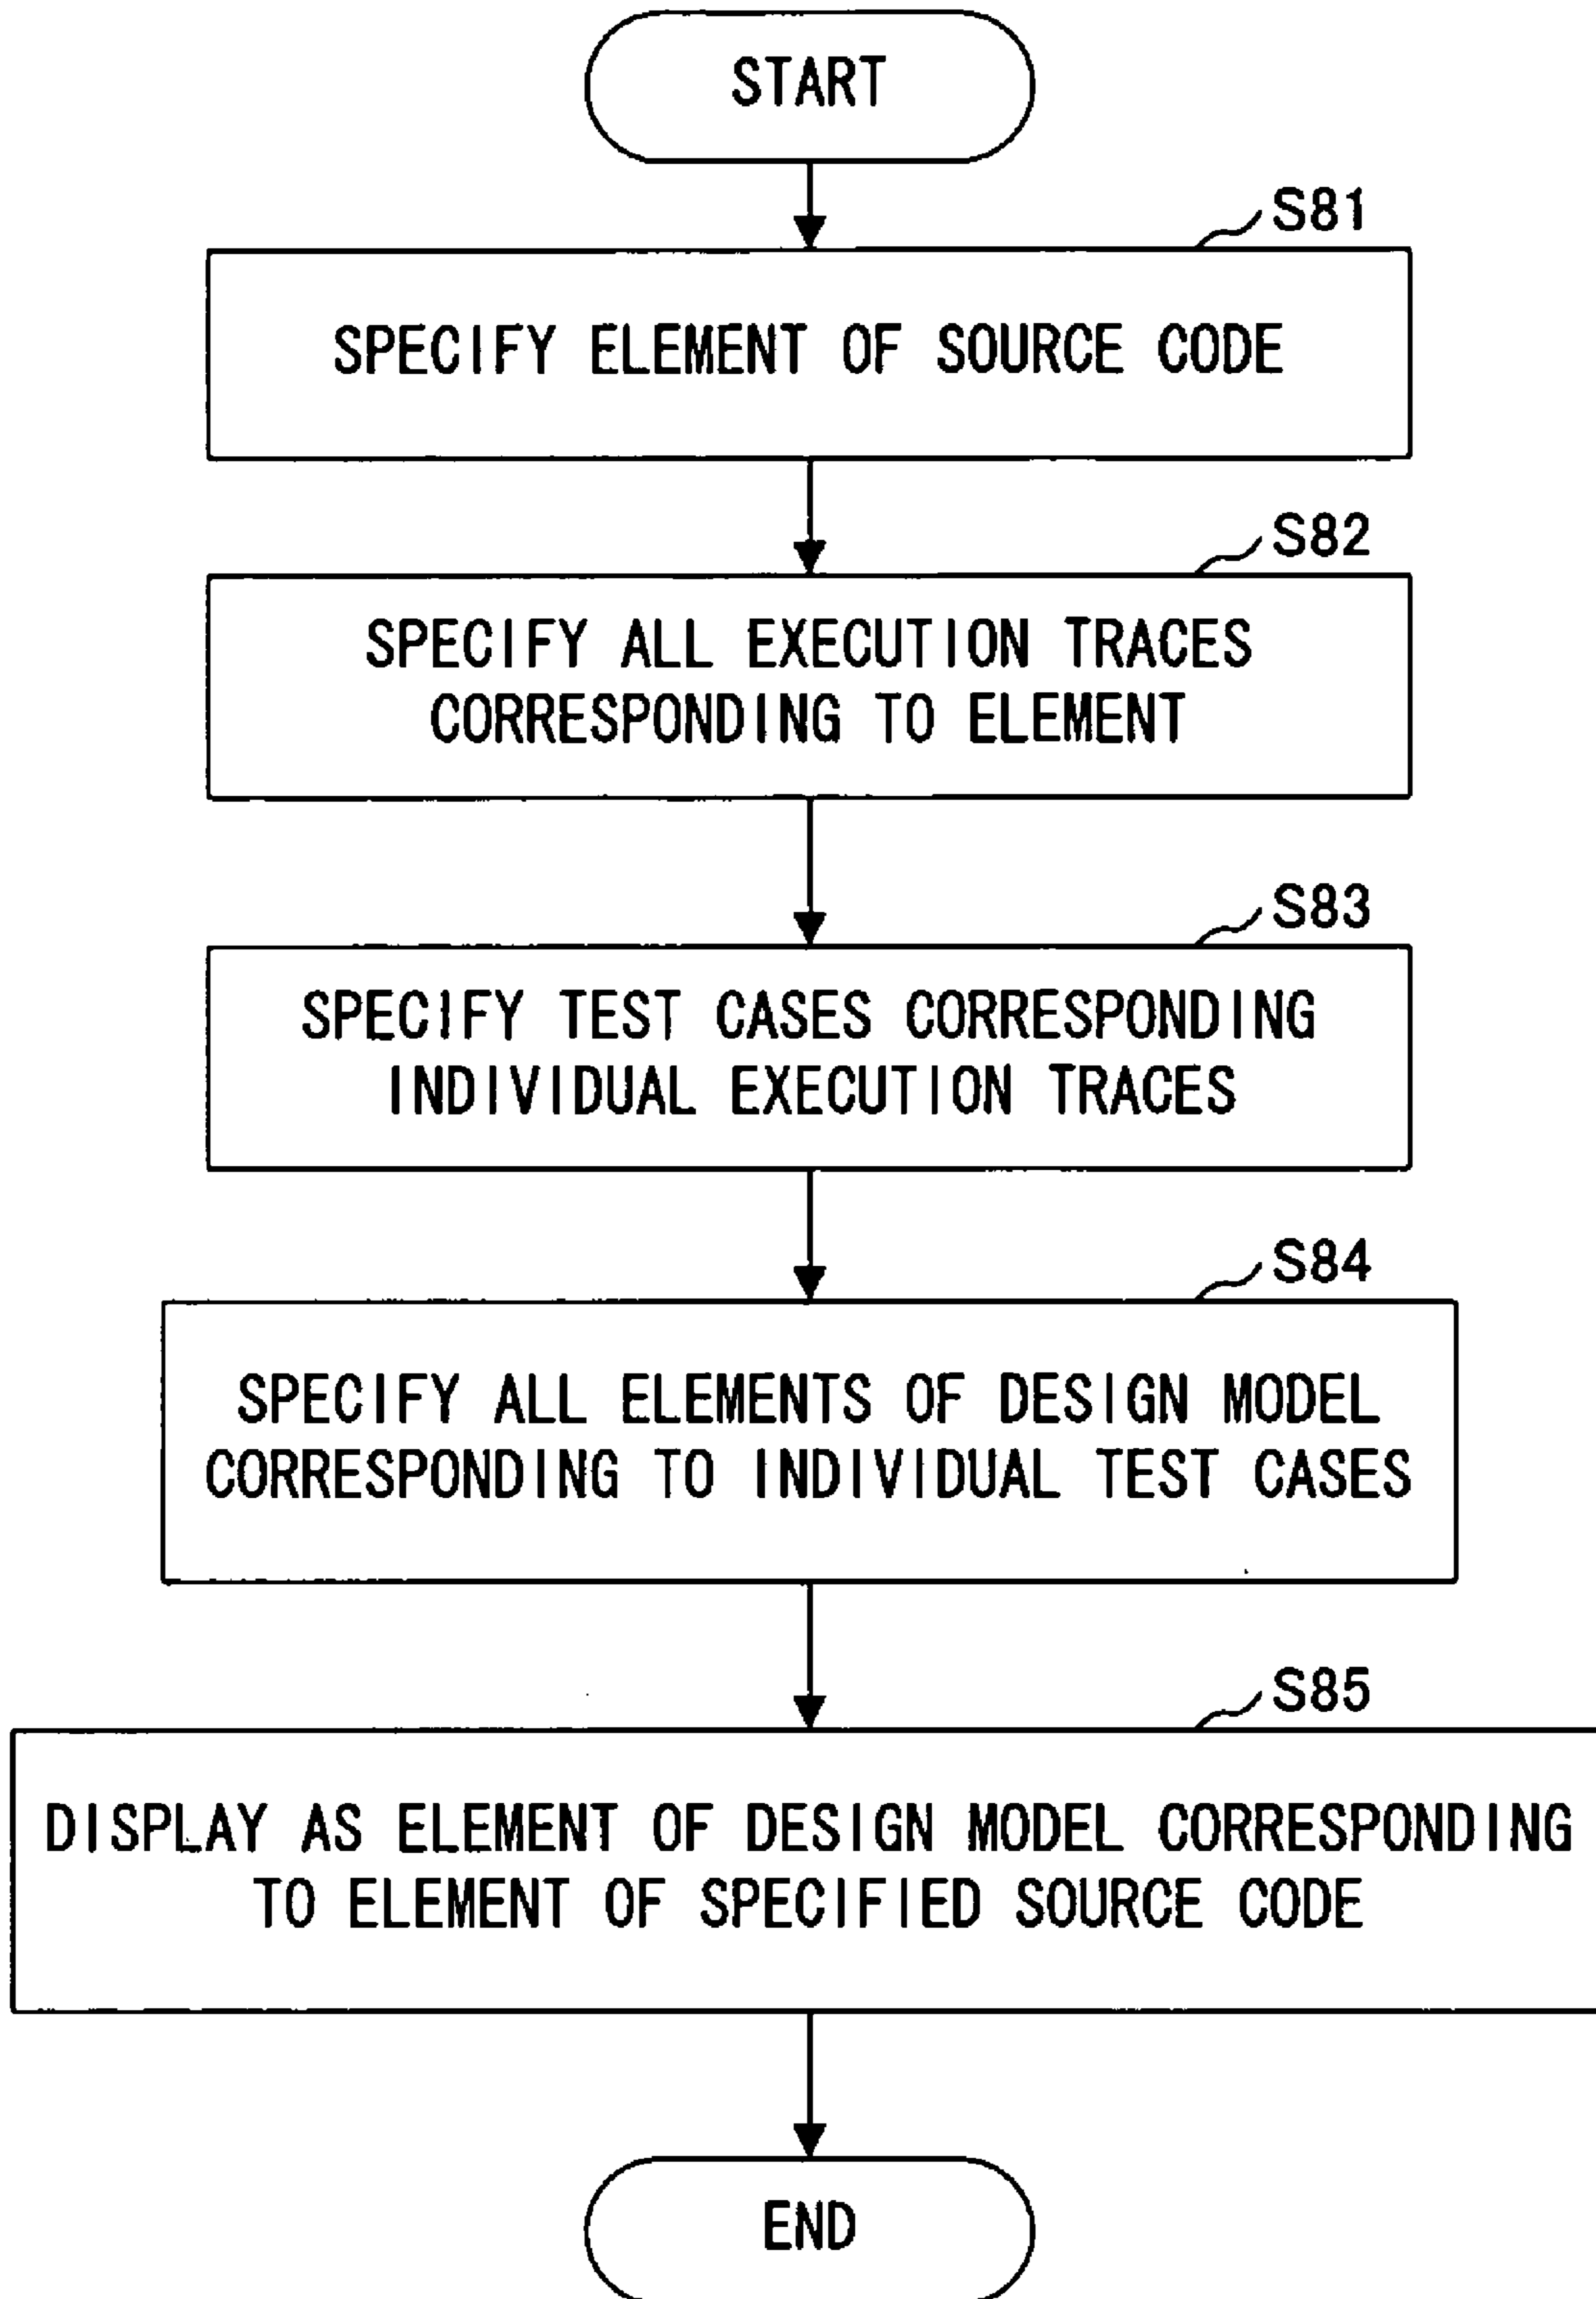 START
S81
SPECIFY ELEMENT OF SOURCE CODE
S82
SPECIFY ALL EXECUTION TRACES
CORRESPONDING TO ELEMENT
S83
SPECIFY TEST CASES CORRESPONDING
INDIVIDUAL EXECUTION TRACES
S84
SPECIFY ALL ELEMENTS OF DESIGN MODEL
CORRESPONDING TO INDIVIDUAL TEST CASES
S85
DISPLAY AS ELEMENT OF DESIGN MODEL CORRESPONDING
TO ELEMENT OF SPECIFIED SOURCE CODE
END